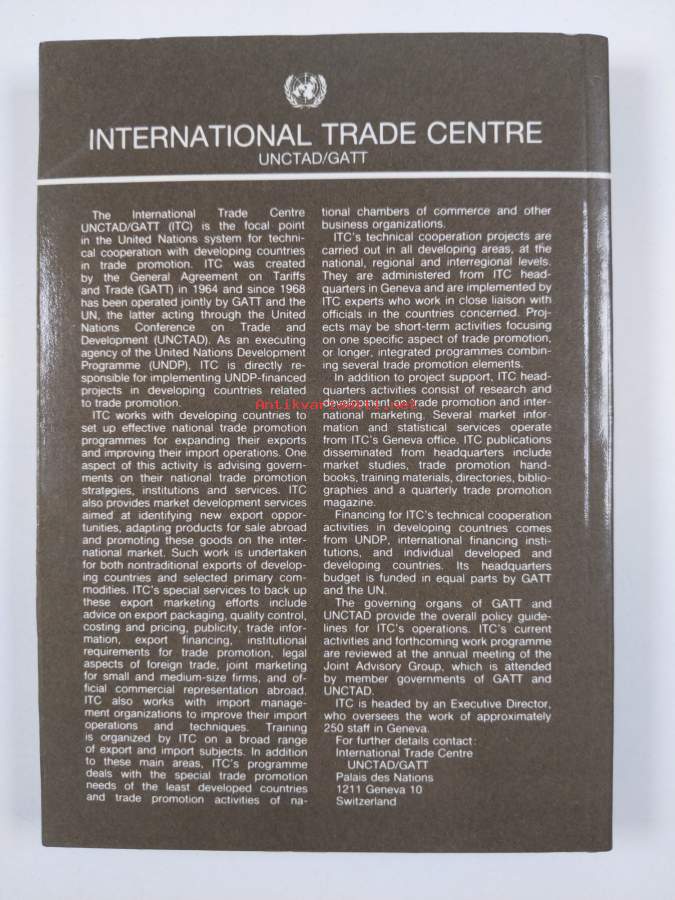 INTERNATIONAL TRADE CENTRE
UNCTAD/GATT
The International Trade Centre
UNCTAD/GATT (ITC) is the focal point
in the United Nations system for techni-
cal cooperation with developing countries
in trade promotion. ITC was created
by the General Agreement on Tariffs
and Trade (GATT) in 1964 and since 1968
has been operated jointly by GATT and the
UN, the latter acting through the United
Nations Conference on Trade and
Development (UNCTAD). As an executing
agency of the United Nations Development
Programme (UNDP), ITC is directly re-
sponsible for implementing UNDP-financed
projects in developing countries related
to trade promotion.
ITC works with developing countries to
set up effective national trade promotion
programmes for expanding their exports
and improving their import operations. One
aspect of this activity is advising govern-
ments on their national trade promotion
strategies, institutions and services. ITC
also provides market development services
aimed at identifying new export oppor-
tunities, adapting products for sale abroad
and promoting these goods on the inter-
national market. Such work is undertaken
for both nontraditional exports of develop-
ing countries and selected primary com-
modities. ITC's special services to back up
these export marketing efforts include
advice on export packaging, quality control,
costing and pricing, publicity, trade infor-
mation, export financing, institutional
requirements for trade promotion, legal
aspects of foreign trade, joint marketing
for small and medium-size firms, and of-
ficial commercial representation abroad.
ITC also works with import manage-
ment organizations to improve their import
operations and techniques. Training
is organized by ITC on a broad range
of export and import subjects. In addition
to these main areas, ITC's programme
deals with the special trade promotion
needs of the least developed countries
and trade promotion activities of na-
tional chambers of commerce and other
business organizations.
ITC's technical cooperation projects are
carried out in all developing areas, at the
national, regional and interregional levels.
They are administered from ITC head-
quarters in Geneva and are implemented by
ITC experts who work in close liaison with
officials in the countries concerned. Proj-
ects may be short-term activities focusing
on one specific aspect of trade promotion,
or longer, integrated programmes combin-
ing several trade promotion elements.
In addition to project support, ITC head-
quarters activities consist of research and
development on trade promotion and inter-
national marketing. Several market infor-
mation and statistical services operate
from ITC's Geneva office. ITC publications
disseminated from headquarters include
market studies, trade promotion hand-
books, training materials, directories, biblio-
graphies and a quarterly trade promotion
magazine.
Financing for ITC's technical cooperation
activities in developing countries comes
from UNDP, international financing insti-
tutions, and individual developed and
developing countries. Its headquarters
budget is funded in equal parts by GATT
and the UN.
The governing organs of GATT and
UNCTAD provide the overall policy guide-
lines for ITC's operations. ITC's current
activities and forthcoming work programme
are reviewed at the annual meeting of the
Joint Advisory Group, which is attended
by member governments of GATT and
UNCTAD.
ITC is headed by an Executive Director,
who oversees the work of approximately
250 staff in Geneva.
For further details contact:
International Trade Centre
UNCTAD/GATT
Palais des Nations
1211 Geneva 10
Switzerland
Antikvariaatti.net